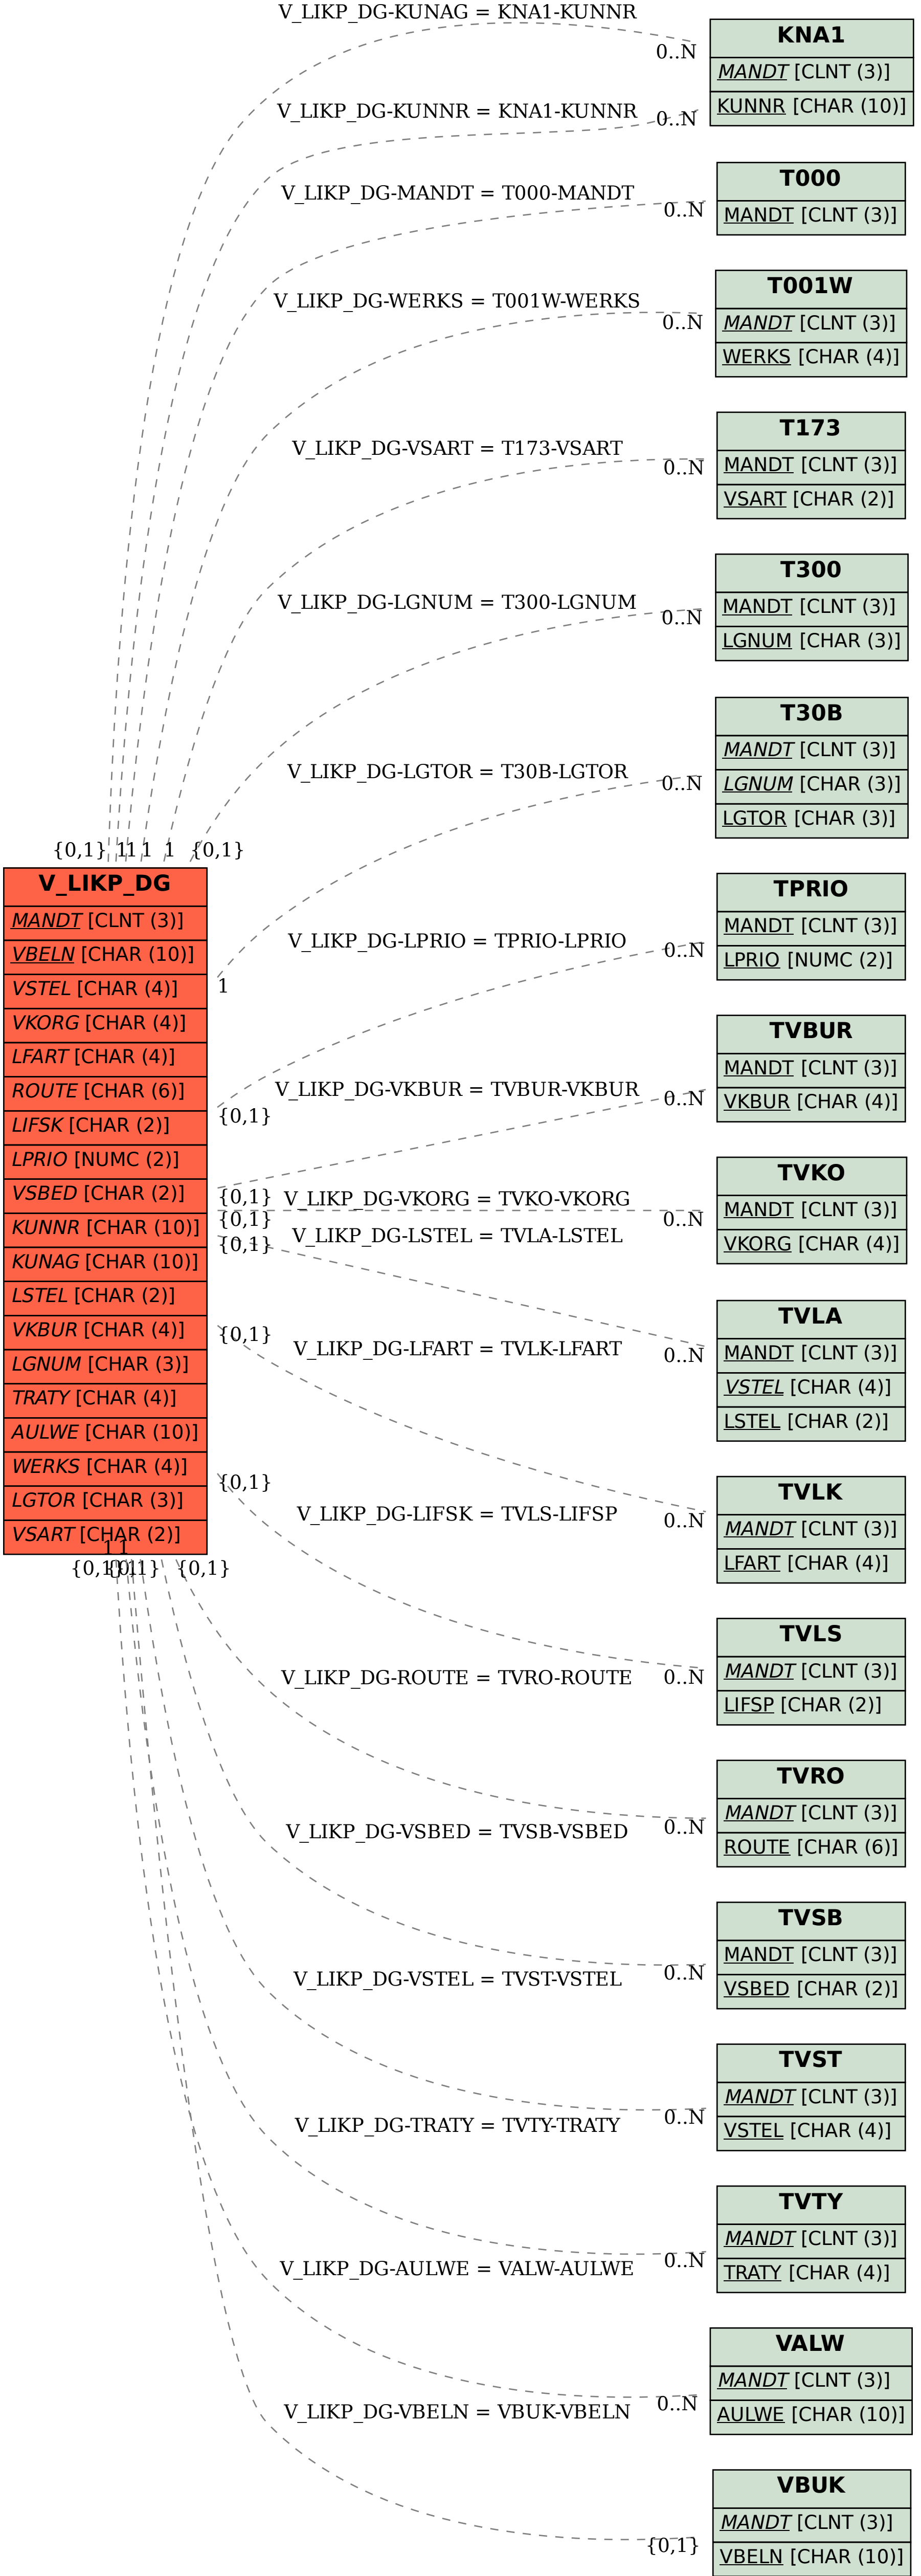 V_LIKP_DG-KUNAG = KNA1-KUNNR
0..N
KNA1
MANDT [CLNT (3)]
KUNNR [CHAR (10)]
V_LIKP_DG-KUNNR = KNA1-KUNNR
0..N
T000
MANDT [CLNT (3)]
V_LIKP_DG-MANDT = T000-MANDT
0..N
T001W
MANDT [CLNT (3)]
WERKS [CHAR (4)]
V_LIKP_DG-WERKS = T001W-WERKS
0..N
T173
MANDT [CLNT (3)]
VSART [CHAR (2)]
V_LIKP_DG-VSART = T173-VSART
0..N
T300
MANDT [CLNT (3)]
LGNUM [CHAR (3)]
V_LIKP_DG-LGNUM = T300-LGNUM
0..N
T30B
MANDT [CLNT (3)]
LGNUM [CHAR (3)]
LGTOR [CHAR (3)]
V_LIKP_DG-LGTOR = T30B-LGTOR
0..N
{0,1} 1 1 1 1 {0,1}
V_LIKP_DG
MANDT [CLNT (3)]
VBELN [CHAR (10)]
VSTEL [CHAR (4)]
VKORG [CHAR (4)]
LFART [CHAR (4)]
ROUTE [CHAR (6)]
LIFSK [CHAR (2)]
LPRIO [NUMC (2)]
VSBED [CHAR (2)]
KUNNR [CHAR (10)]
KUNAG [CHAR (10)]
LSTEL [CHAR (2)]
VKBUR [CHAR (4)]
LGNUM [CHAR (3)]
TRATY [CHAR (4)]
AULWE [CHAR (10)]
WERKS [CHAR (4)]
LGTOR [CHAR (3)]
VSART [CHAR (2)]
1
{0,1}
{0,1}
{0,1}
{0,1}
{0,1}
{0,1}
{0,1}
TPRIO
MANDT [CLNT (3)]
LPRIO [NUMC (2)]
V_LIKP_DG-LPRIO = TPRIO-LPRIO
0..N
TVBUR
MANDT [CLNT (3)]
VKBUR [CHAR (4)]
V_LIKP_DG-VKBUR = TVBUR-VKBUR
0..N
TVKO
MANDT [CLNT (3)]
VKORG [CHAR (4)]
V_LIKP_DG-VKORG = TVKO-VKORG
0..N
V_LIKP_DG-LSTEL = TVLA-LSTEL
0..N
TVLA
MANDT [CLNT (3)]
VSTEL [CHAR (4)]
LSTEL [CHAR (2)]
V_LIKP_DG-LFART = TVLK-LFART
0..N
TVLK
MANDT [CLNT (3)]
LFART [CHAR (4)]
V_LIKP_DG-LIFSK = TVLS-LIFSP
0..N
TVLS
MANDT [CLNT (3)]
LIFSP [CHAR (2)]
V_LIKP_DG-ROUTE = TVRO-ROUTE
0..N
TVRO
MANDT [CLNT (3)]
ROUTE [CHAR (6)]
V_LIKP_DG-VSBED = TVSB-VSBED
0..N
TVSB
MANDT [CLNT (3)]
VSBED [CHAR (2)]
V_LIKP_DG-VSTEL = TVST-VSTEL
0..N
TVST
MANDT [CLNT (3)]
VSTEL [CHAR (4)]
V_LIKP_DG-TRATY = TVTY-TRATY
0..N
TVTY
MANDT [CLNT (3)]
TRATY [CHAR (4)]
V_LIKP_DG-AULWE = VALW-AULWE
0..N
VALW
MANDT [CLNT (3)]
AULWE [CHAR (10)]
V_LIKP_DG-VBELN = VBUK-VBELN
{0,1}
VBUK
MANDT [CLNT (3)]
VBELN [CHAR (10)]